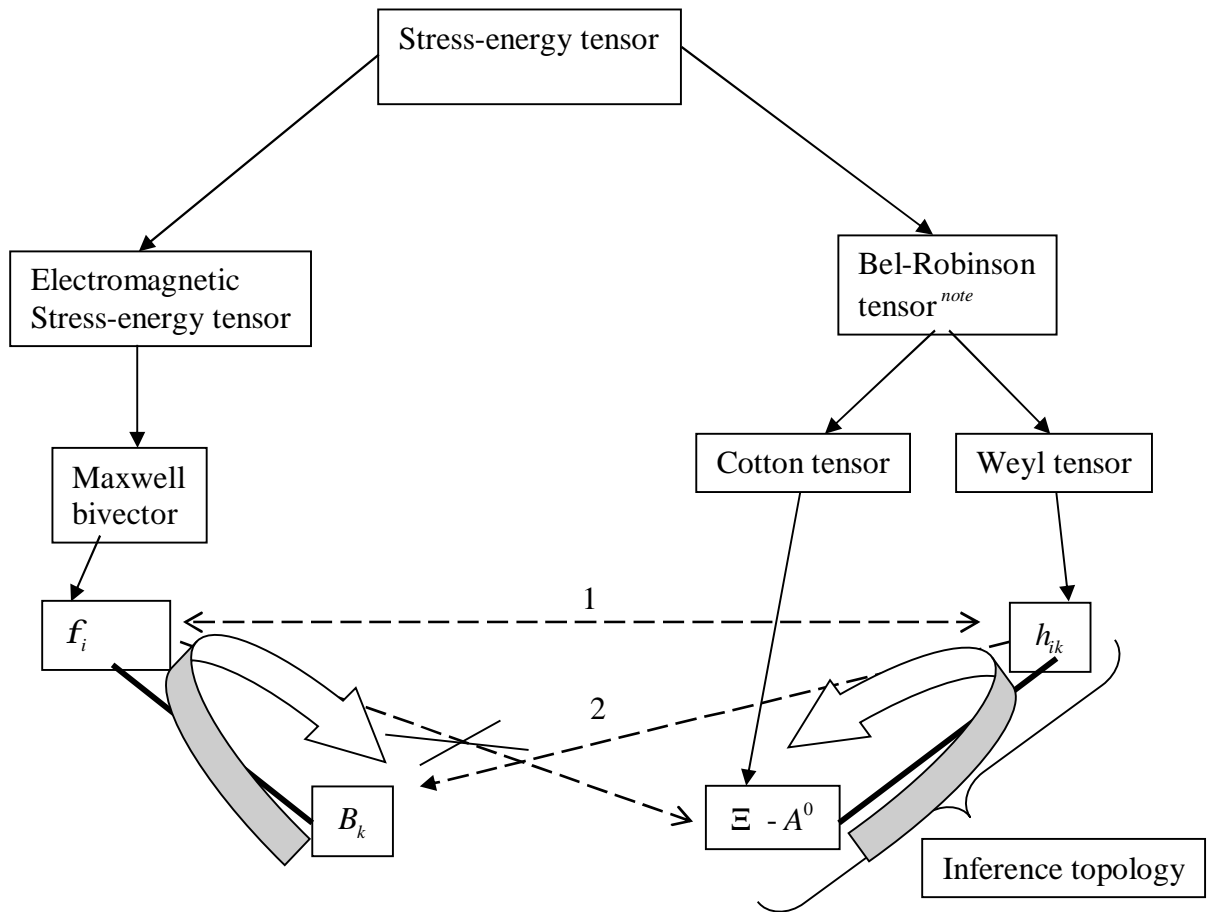 Stress-energy tensor
Electromagnetic
Stress-energy tensor
Bel-Robinson
tensor^note
Cotton tensor
Weyl tensor
Maxwell
bivector
1
f_i
h_ik
2
B_k
Ξ - A^0
Inference topology